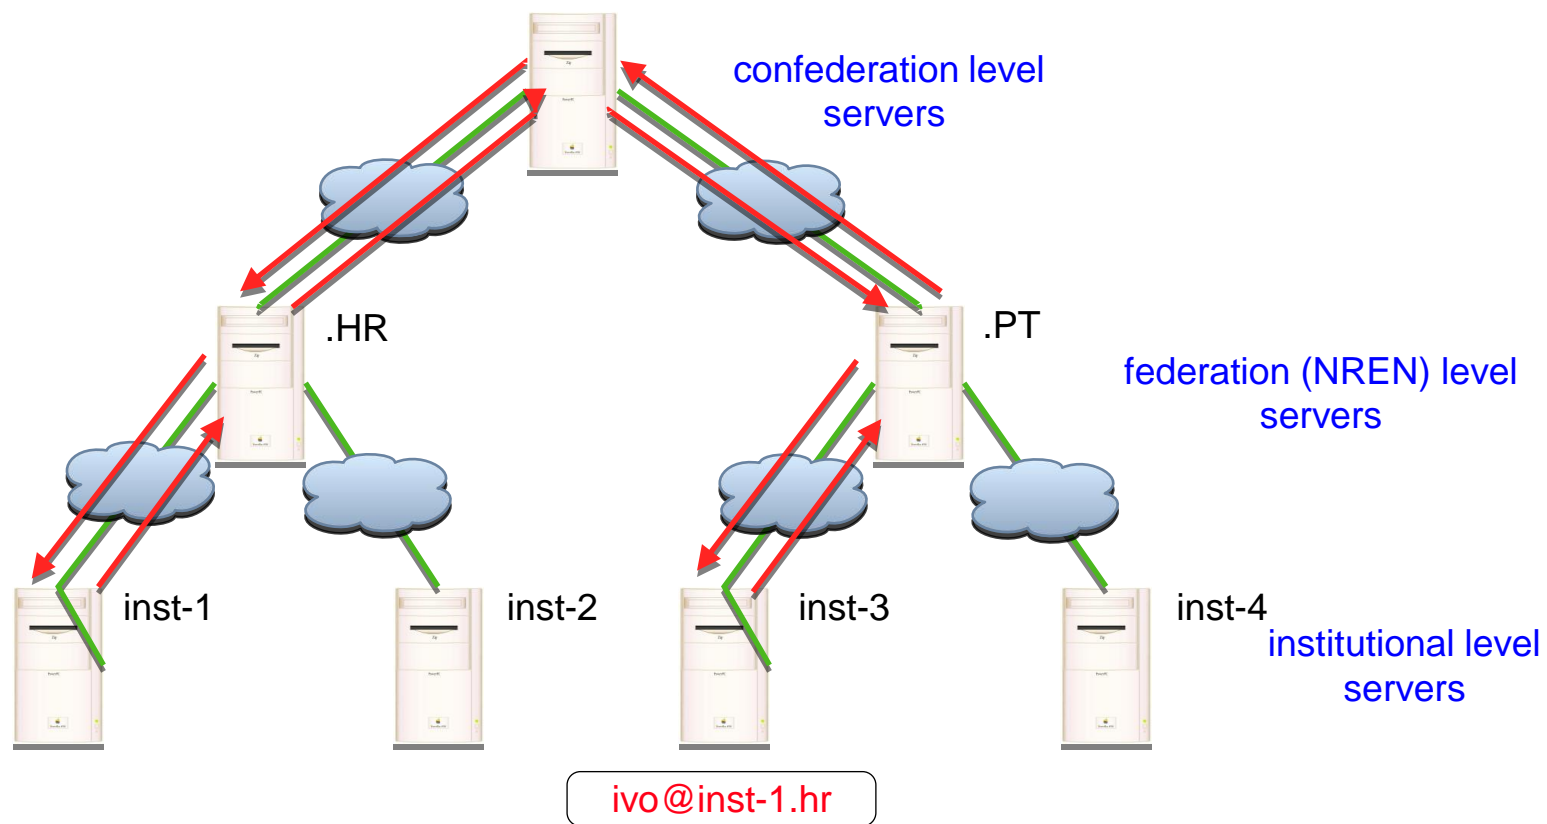 confederation level
servers
.HR
.PT
federation (NREN) level
servers
inst-1
inst-2
inst-3
inst-4
institutional level
servers
ivo@inst-1.hr